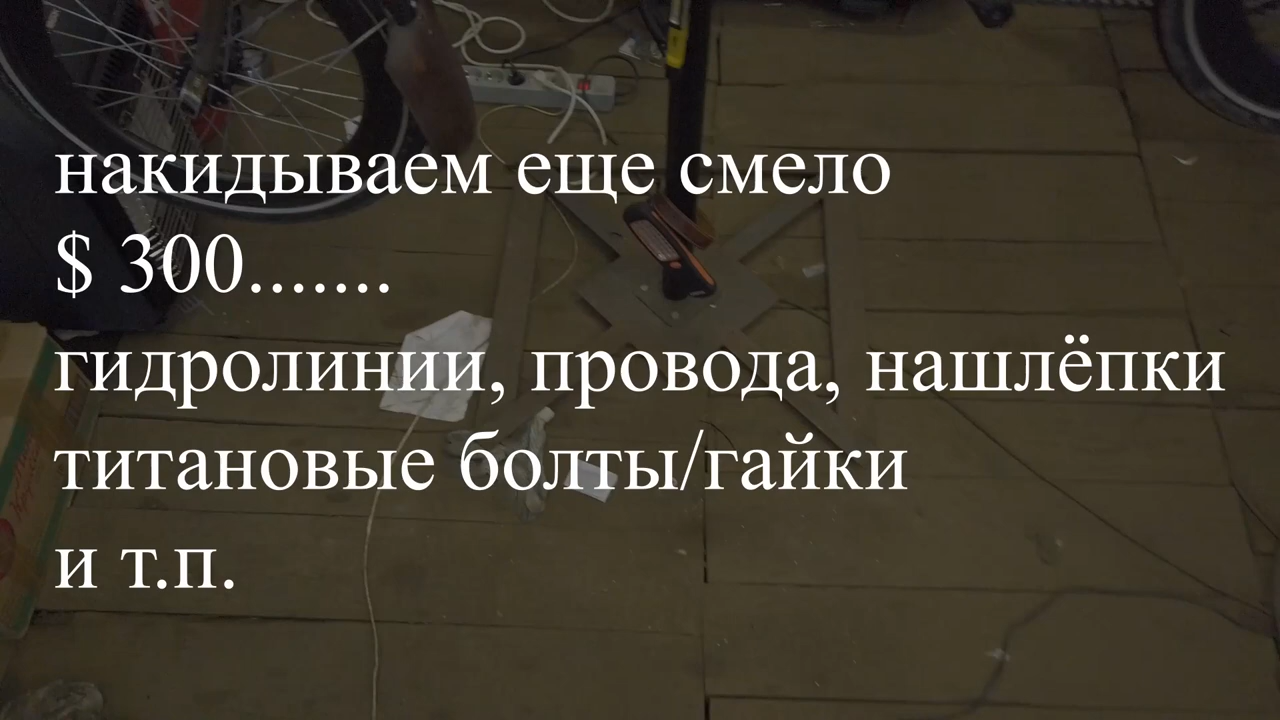 накидываем еще смело
$ 300.......
гидролинии, провода, нашлёпки
титановые болты/гайки
и т.п.